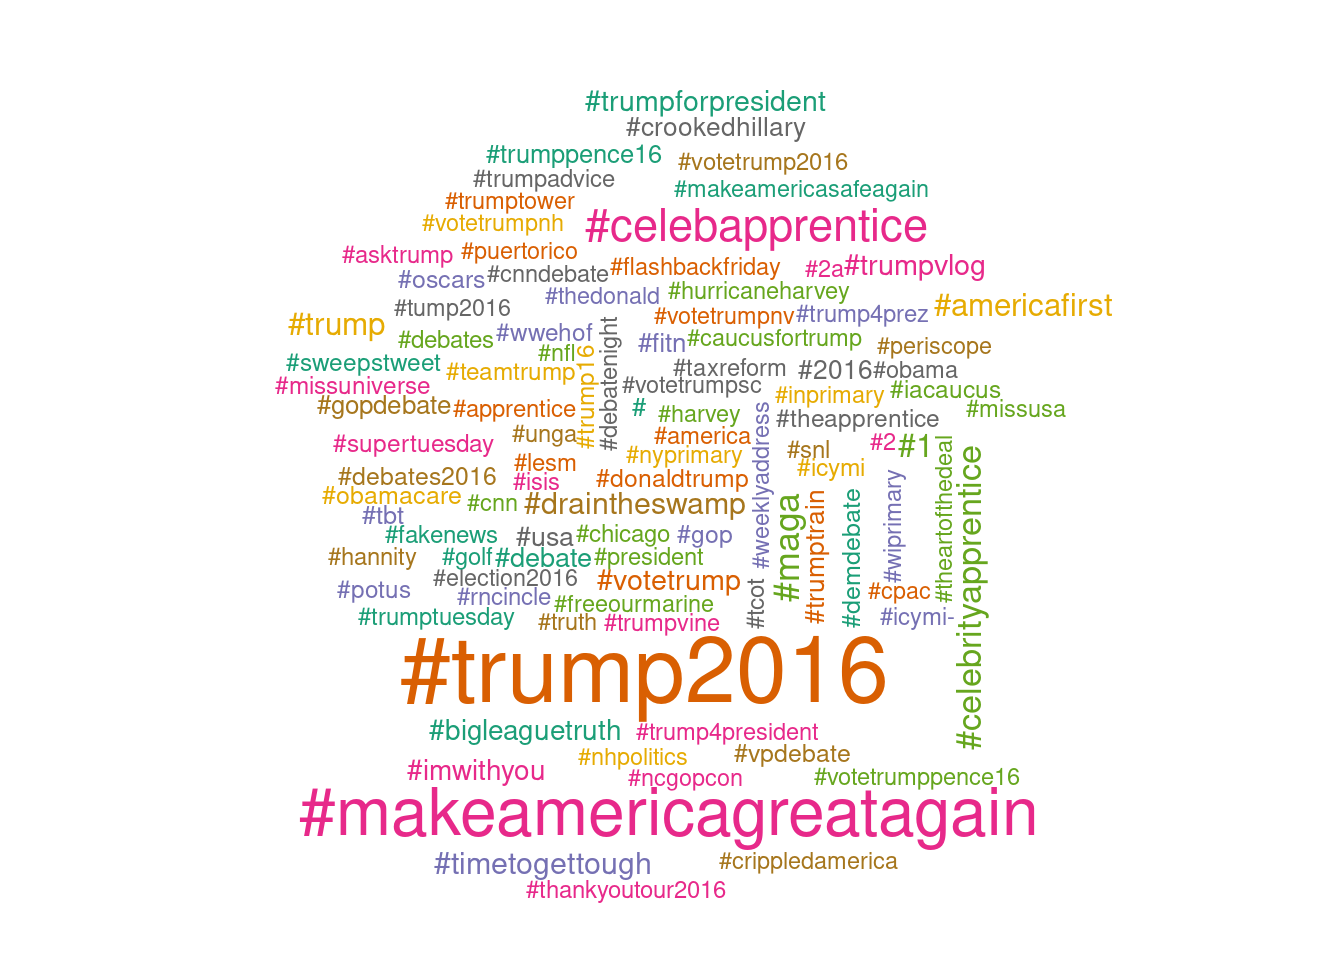 #trumpforpresident
#crookedhillary
#trumppence16
#votetrump2016
#trumpadvice
#makeamericasafeagain
#trumptower
#votetrumpnh
#celebapprentice
#asktrump
#puertorico
#cnndebate
#flashbackfriday
#2a
#trumpvlog
#oscars
#thedonald
#hurricaneharvey
#americafirst
#tump2016
#votetrumpnv
#trump4prez
#trump
#debates
#wwehof
#debatenight
#fitn
#caucusfortrump
#periscope
#nfl
#trump16
#sweepstweet
#teamtrump
#taxreform
#2016
#obama
#missuniverse
#votetrumpsc
#inprimary
#iacaucus
#gopdebate
#apprentice
#
#harvey
#theapprentice
#missusa
#supertuesday
#unga
#america
#weeklyaddress
#snl
#2
#1
#theartofthedeal
#celebrityapprentice
#lesm
#nyprimary
#icymi
#debates2016
#isis
#donaldtrump
#obamacare
#cnn
#draintheswamp
#maga
#trumptrain
#demdebate
#wiprimary
#tbt
#fakenews
#usa
#chicago
#gop
#hannity
#golf
#debate
#president
#election2016
#votetrump
#tcot
#cpac
#potus
#rncincle
#freeourmarine
#icymi-
#trumptuesday
#truth
#trumpvine
#trump2016
#bigleaguetruth
#trump4president
#nhpolitics
#vpdebate
#imwithyou
#ncgopcon
#votetrumppence16
#makeamericagreatagain
#timetogettough
#crippledamerica
#thankyoutour2016